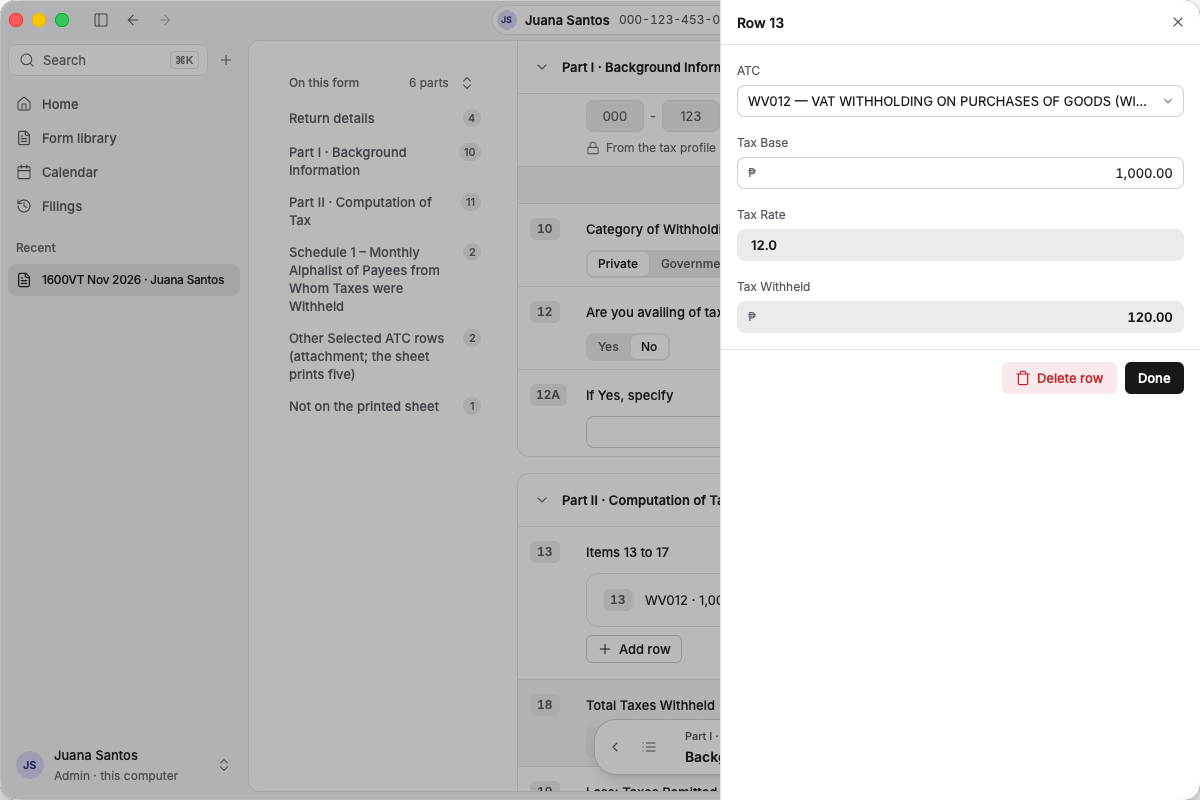 JS Juana Santos 000-123-453-0
Search ⌘K
Home
Form library
Calendar
Filings
Recent
1600VT Nov 2026 · Juana Santos
JS
Juana Santos
Admin · this computer
On this form 6 parts
Return details 4
Part I · Background
Information
10
Part II · Computation of
Tax
11
Schedule 1 – Monthly
Alphalist of Payees from
Whom Taxes were
Withheld
2
Other Selected ATC rows
(attachment; the sheet
prints five)
2
Not on the printed sheet 1
Part I · Background Inform
000 - 123
From the tax profile
10 Category of Withholdi
Private Governme
12 Are you availing of tax
Yes No
12A If Yes, specify
Part II · Computation of Ta
13 Items 13 to 17
13 WV012 · 1,00
Add row
18 Total Taxes Withheld
Part I ·
Backg
19 Less: Taxes Remitted
Row 13
ATC
WV012 — VAT WITHHOLDING ON PURCHASES OF GOODS (WI...
Tax Base
₱ 1,000.00
Tax Rate
12.0
Tax Withheld
₱ 120.00
Delete row Done